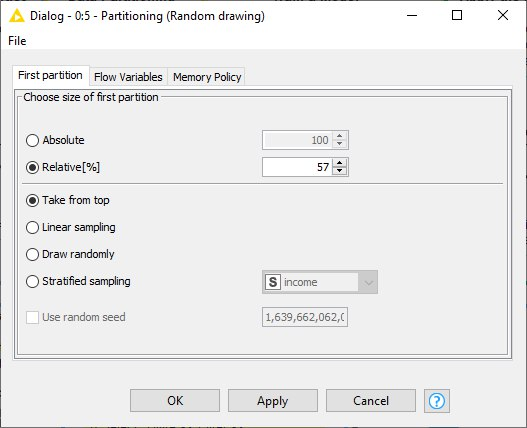 Dialog - 0:5 - Partitioning (Random drawing)
File
First partition Flow Variables Memory Policy
Choose size of first partition
Absolute 100
Relative[%] 57
Take from top
Linear sampling
Draw randomly
Stratified sampling S income
Use random seed 1,639,662,062,0
OK Apply Cancel ?